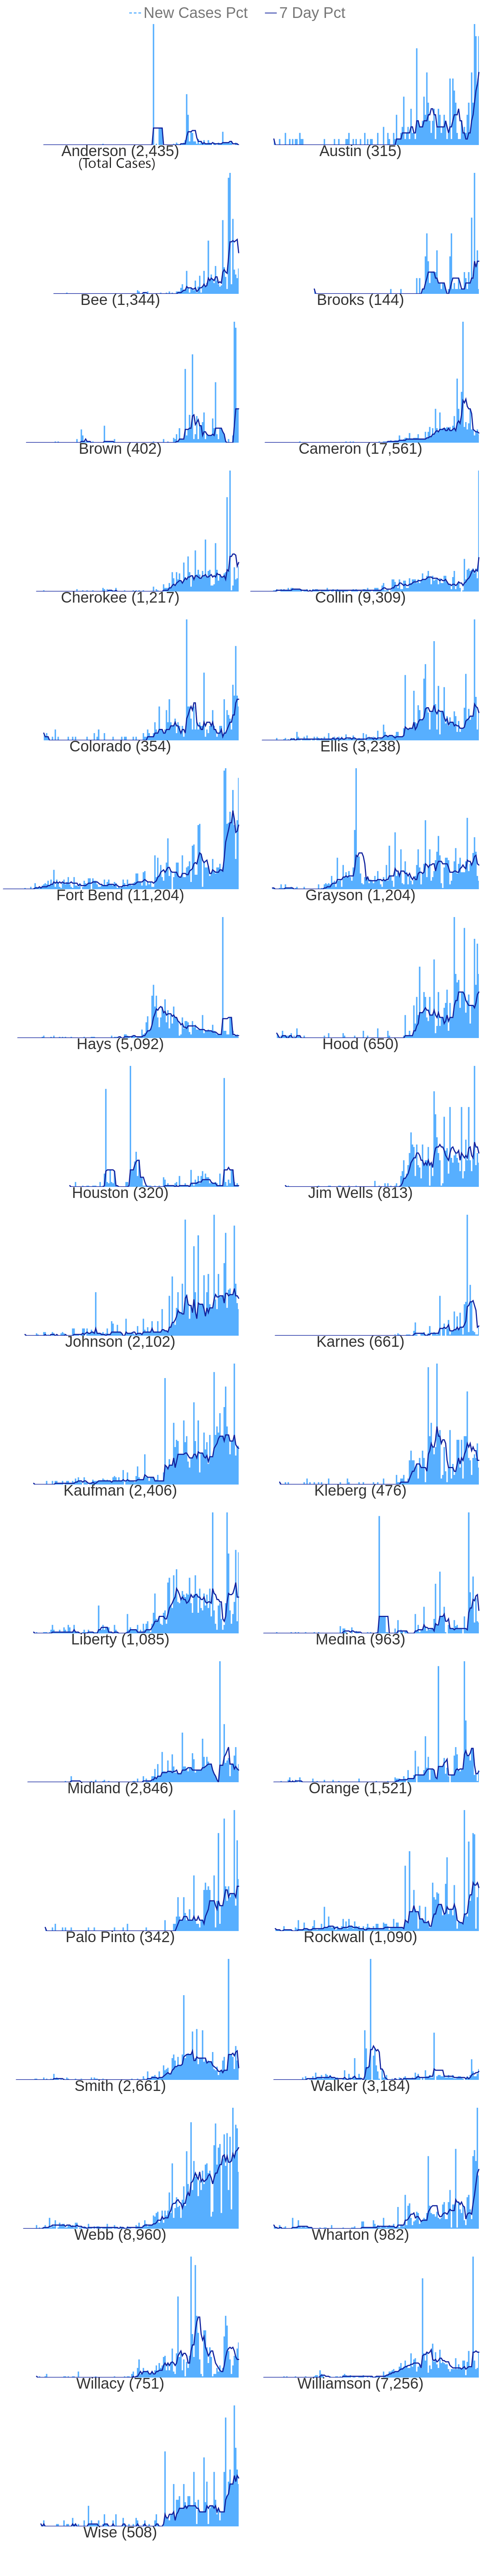 New Cases Pct 7 Day Pct
Anderson (2,435) Austin (315)
(Total Cases)
Bee (1,344) Brooks (144)
Brown (402) Cameron (17,561)
Cherokee (1,217) Collin (9,309)
Colorado (354) Ellis (3,238)
Fort Bend (11,204) Grayson (1,204)
Hays (5,092) Hood (650)
Houston (320) Jim Wells (813)
Johnson (2,102) Karnes (661)
Kaufman (2,406) Kleberg (476)
Liberty (1,085) Medina (963)
Midland (2,846) Orange (1,521)
Palo Pinto (342) Rockwall (1,090)
Smith (2,661) Walker (3,184)
Webb (8,960) Wharton (982)
Willacy (751) Williamson (7,256)
Wise (508)